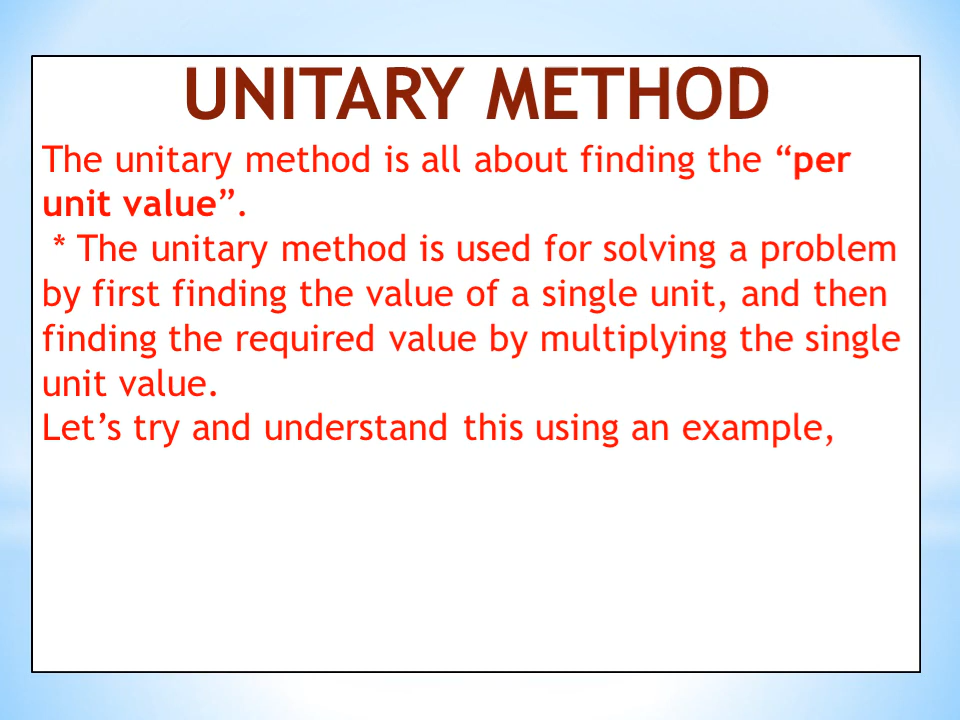 UNITARY METHOD
The unitary method is all about finding the “per
unit value”.
* The unitary method is used for solving a problem
by first finding the value of a single unit, and then
finding the required value by multiplying the single
unit value.
Let’s try and understand this using an example,